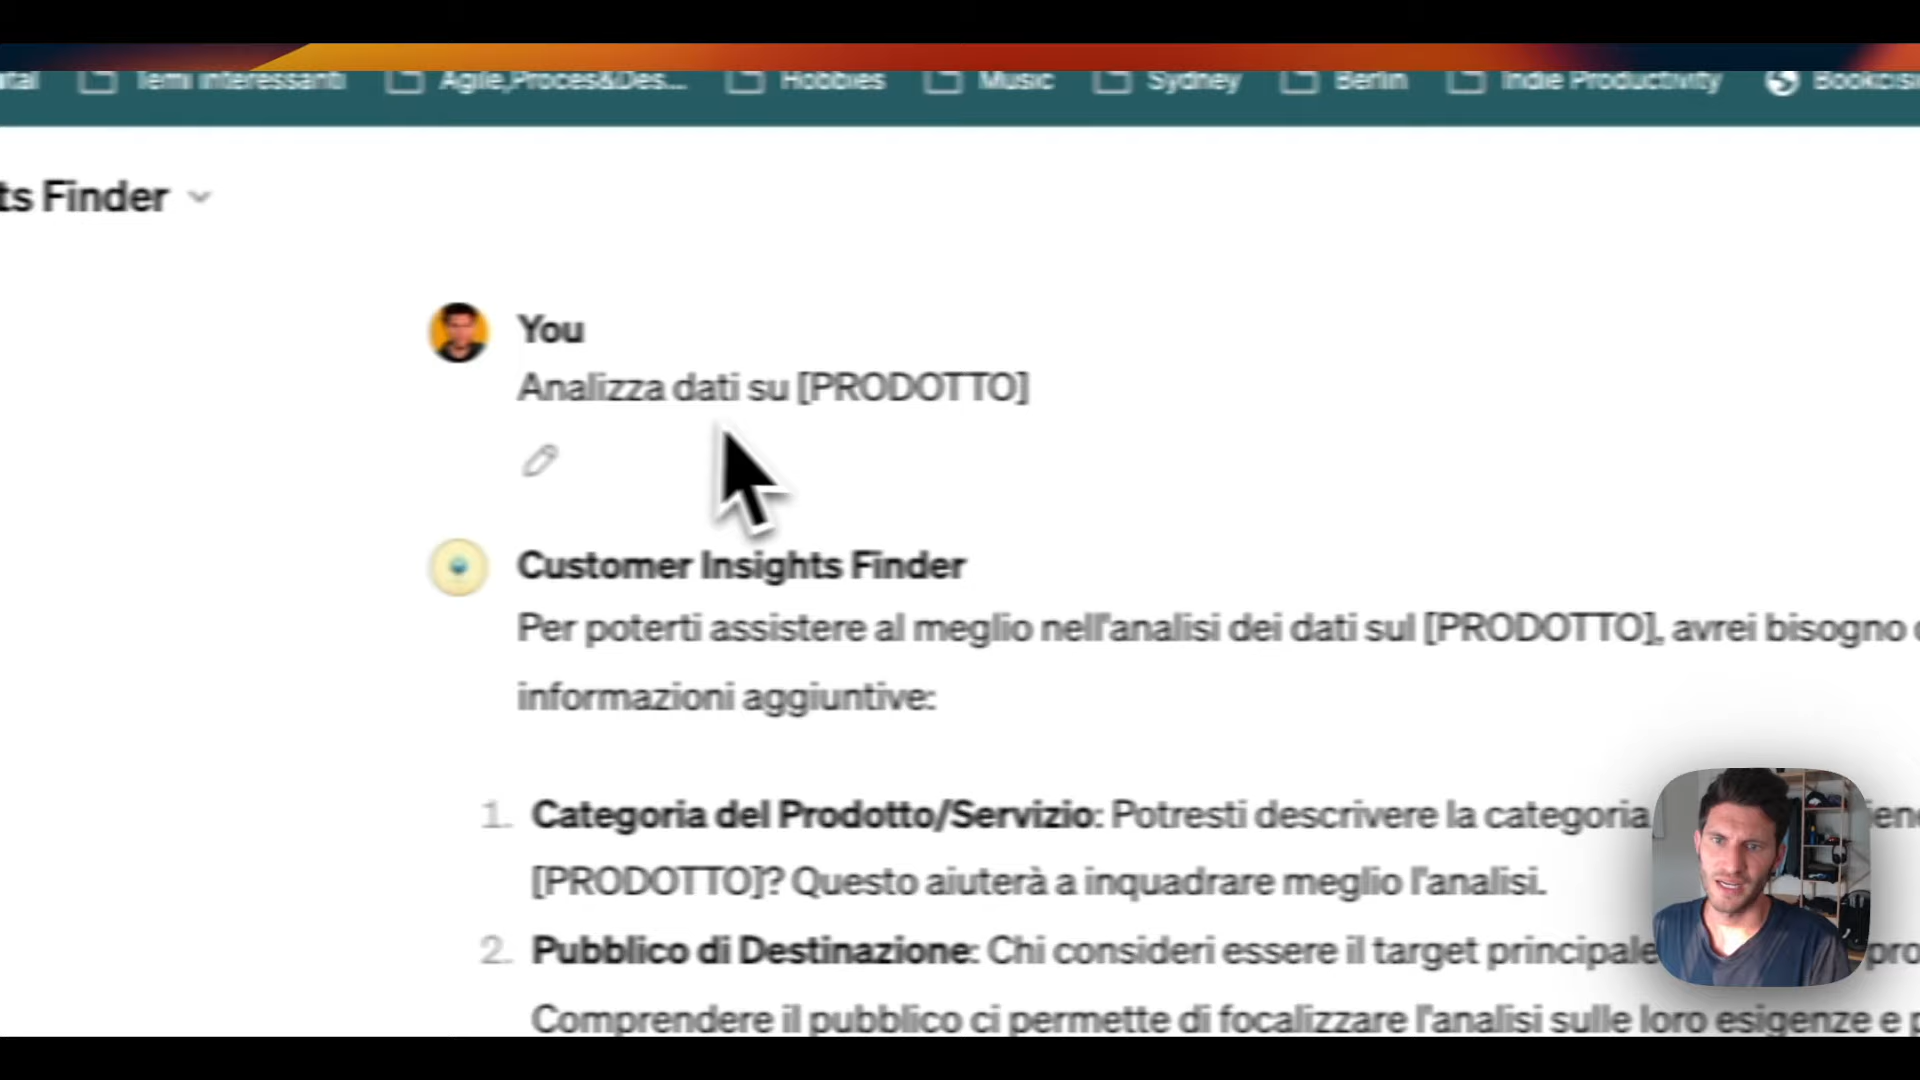 Temi interessanti Agile,Proces&Des... Hobbies Music Sydney Berlin Indie Productivity
ts Finder
You
Analizza dati su [PRODOTTO]
Customer Insights Finder
Per poterti assistere al meglio nell'analisi dei dati sul [PRODOTTO], avrei bisogno
informazioni aggiuntive:
1. Categoria del Prodotto/Servizio: Potresti descrivere la categoria
[PRODOTTO]? Questo aiuterà a inquadrare meglio l'analisi.
2. Pubblico di Destinazione: Chi consideri essere il target principale
Comprendere il pubblico ci permette di focalizzare l'analisi sulle loro esigenze e